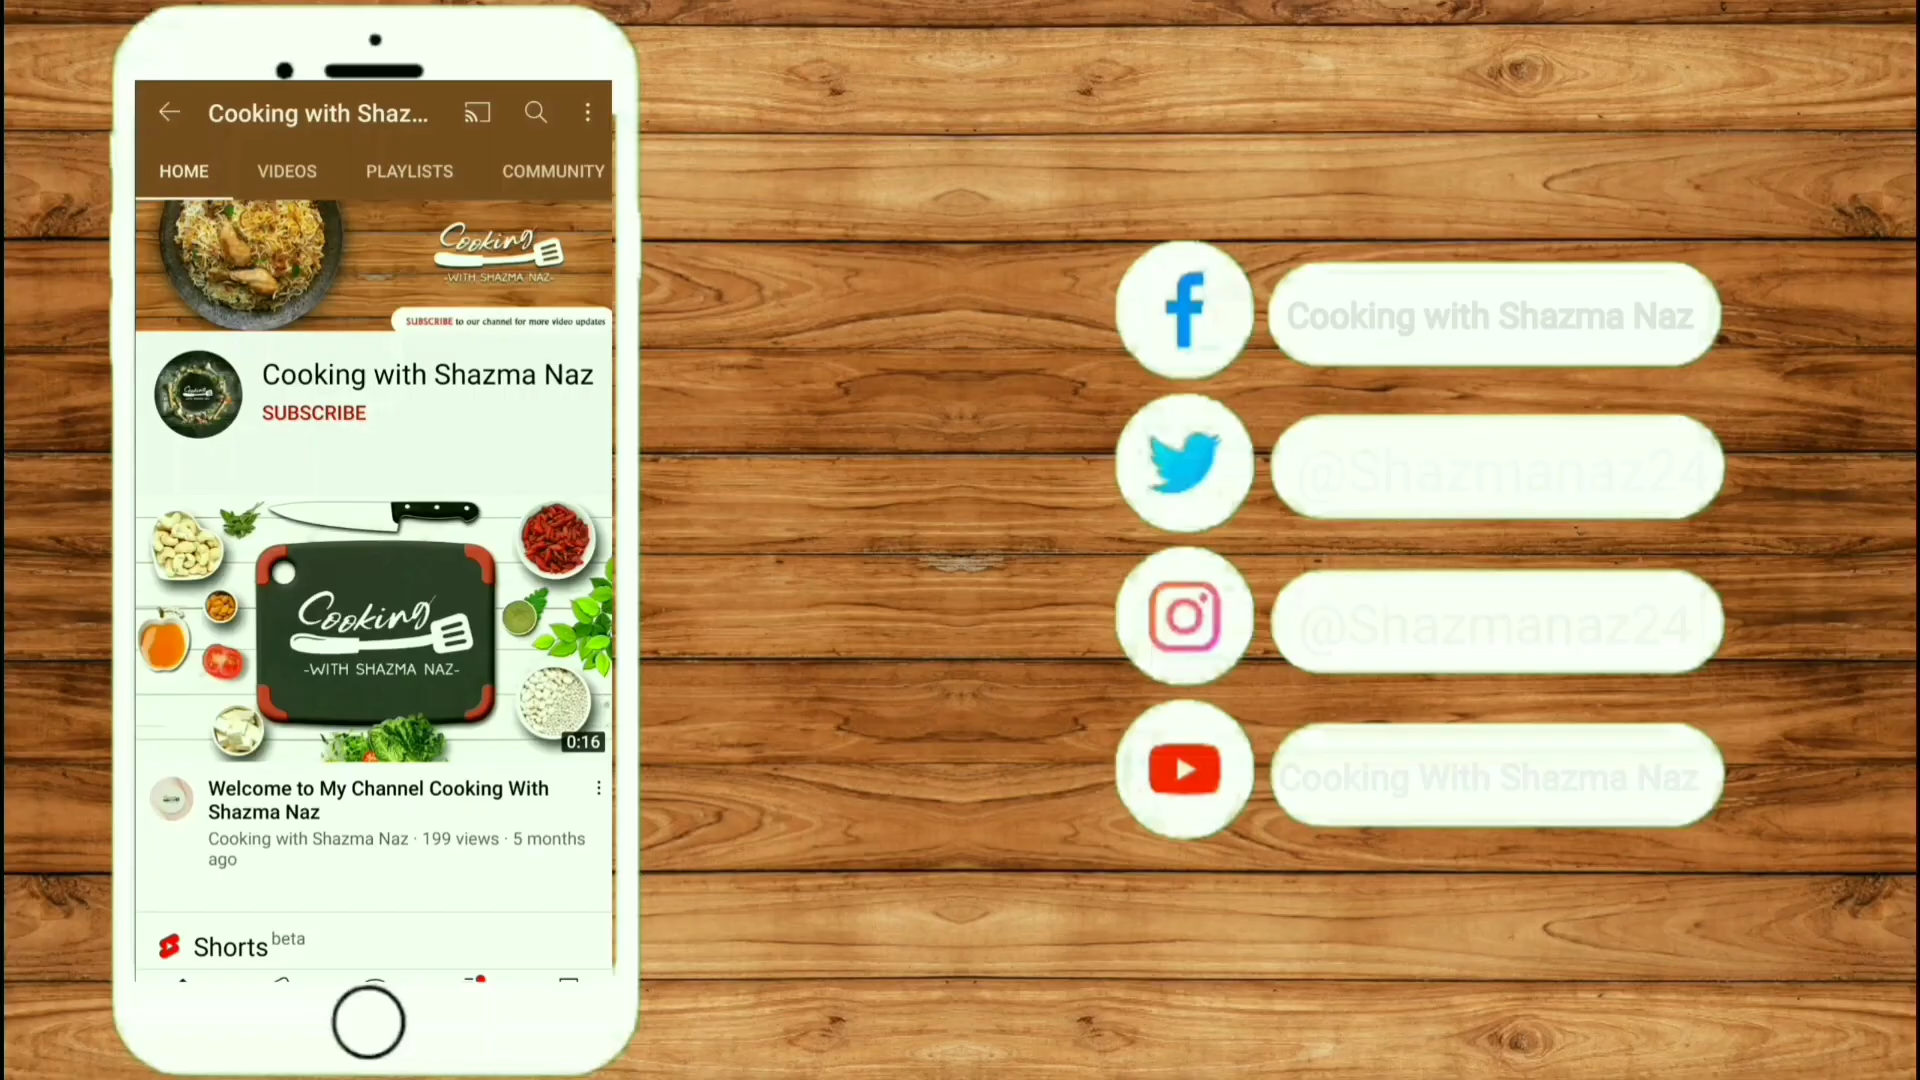 Cooking with Shaz...
HOME VIDEOS PLAYLISTS COMMUNITY
Cooking
-WITH SHAZMA NAZ-
SUBSCRIBE to our channel for more video updates
Cooking with Shazma Naz
SUBSCRIBE
Cooking
-WITH SHAZMA NAZ-
0:16
Welcome to My Channel Cooking With
Shazma Naz
Cooking with Shazma Naz · 199 views · 5 months
ago
Shorts beta
Cooking with Shazma Naz
@Shazmanaz24
@Shazmanaz24
Cooking With Shazma Naz